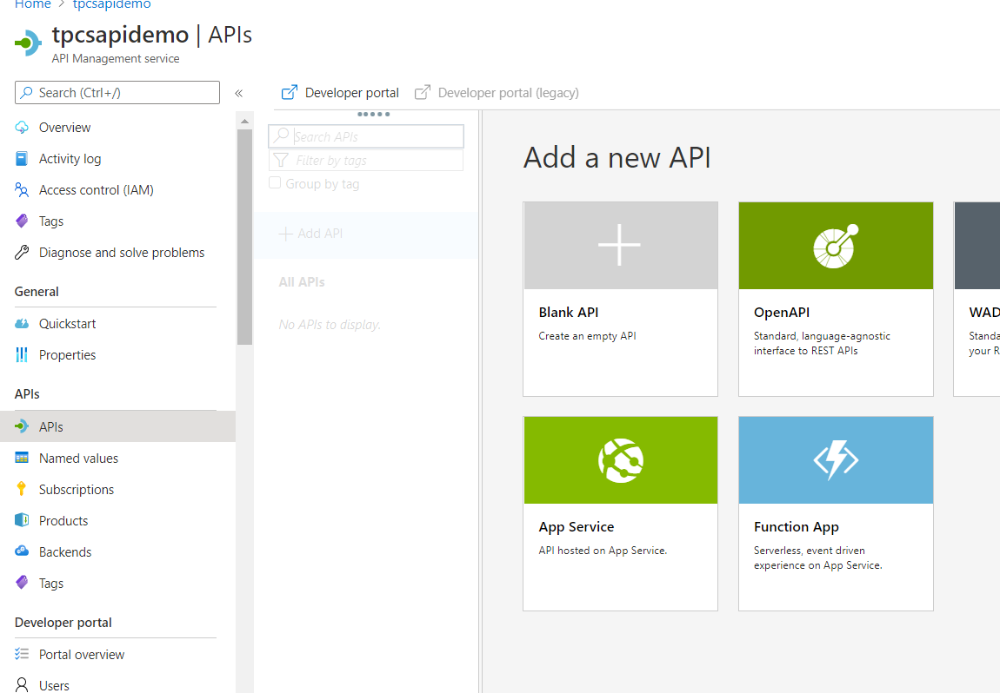 Home > tpcsapidemo
tpcsapidemo | APIs
API Management service
Search (Ctrl+/)
«
Overview
Activity log
Access control (IAM)
Tags
Diagnose and solve problems
General
Quickstart
Properties
APIs
APIs
Named values
Subscriptions
Products
Backends
Tags
Developer portal
Portal overview
Users
Developer portal
Developer portal (legacy)
Search APIs
Filter by tags
Group by tag
+ Add API
All APIs
No APIs to display.
Add a new API
Blank API
Create an empty API
OpenAPI
Standard, language-agnostic
interface to REST APIs
WAD
Standa
your R
App Service
API hosted on App Service.
Function App
Serverless, event driven
experience on App Service.